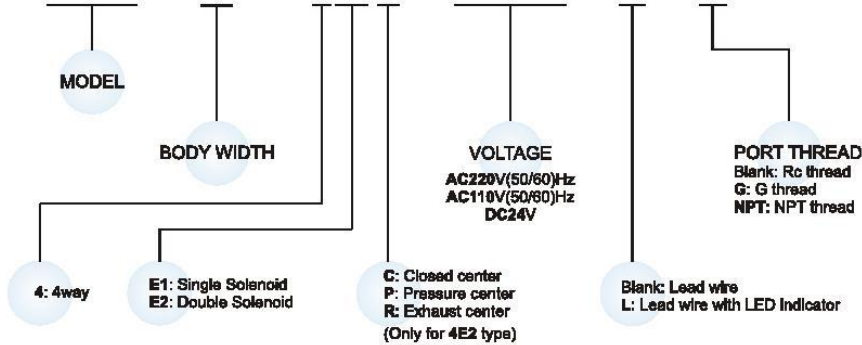 MODEL
BODY WIDTH
VOLTAGE
AC220V(50/60)Hz
AC110V(50/60)Hz
DC24V
PORT THREAD
Blank: Rc thread
G: G thread
NPT: NPT thread
4: 4way
E1: Single Solenoid
E2: Double Solenoid
C: Closed center
P: Pressure center
R: Exhaust center
(Only for 4E2 type)
Blank: Lead wire
L: Lead wire with LED Indicator